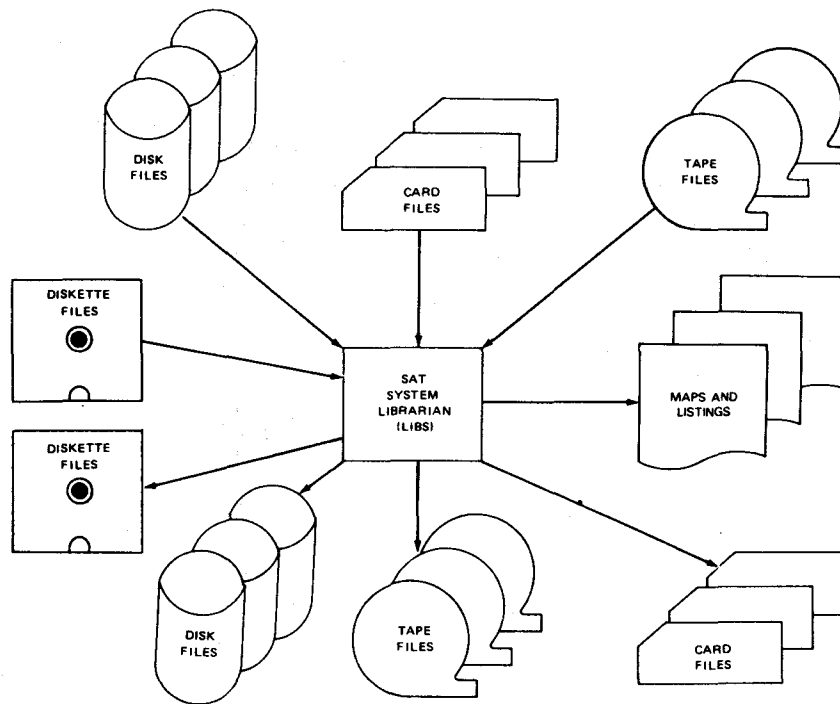 DISK
FILES
CARD
FILES
TAPE
FILES
DISKETTE
FILES
SAT
SYSTEM
LIBRARIAN
(LIBS)
MAPS AND
LISTINGS
DISKETTE
FILES
DISK
FILES
TAPE
FILES
CARD
FILES